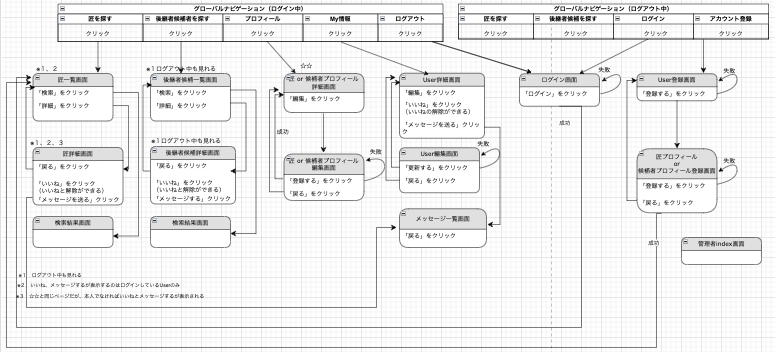 グローバルナビゲーション（ログイン中）
匠を探す
後継者候補者を探す
プロフィール
My情報
ログアウト
クリック
クリック
クリック
クリック
クリック
グローバルナビゲーション（ログアウト中）
匠を探す
後継者候補を探す
ログイン
アカウント登録
クリック
クリック
クリック
クリック
＊1、2
匠一覧画面
「検索」をクリック
「詳細」をクリック
＊1ログアウト中も見れる
後継者候補一覧画面
「検索」をクリック
「詳細」をクリック
☆☆
匠 or 候補者プロフィール
詳細画面
「編集」をクリック
User詳細画面
「編集」をクリック
「いいね」をクリック
（いいねの解除ができる）
「メッセージを送る」クリッ
ク
ログイン画面
「ログイン」をクリック
失敗
成功
User登録画面
「登録する」をクリック
失敗
＊1、2、3
匠詳細画面
「戻る」をクリック
「いいね」をクリック
（いいねと解除ができる）
「メッセージを送る」クリック
＊1ログアウト中も見れる
後継者候補詳細画面
「戻る」をクリック
「いいね」をクリック
（いいねと解除ができる）
「メッセージする」クリック
成功
匠 or 候補者プロフィール
編集画面
「登録する」をクリック
「戻る」をクリック
失敗
User編集画面
「更新する」をクリック
「戻る」をクリック
失敗
匠プロフィール
or
候補者プロフィール登録画面
「登録する」をクリック
「戻る」をクリック
失敗
成功
検索結果画面
検索結果画面
メッセージ一覧画面
「戻る」をクリック
管理者index画面
＊1　ログアウト中も見れる
＊2　いいね、メッセージするが表示するのはログインしているUserのみ
＊3　☆☆と同じページだが、本人でなければいいねとメッセージするが表示される